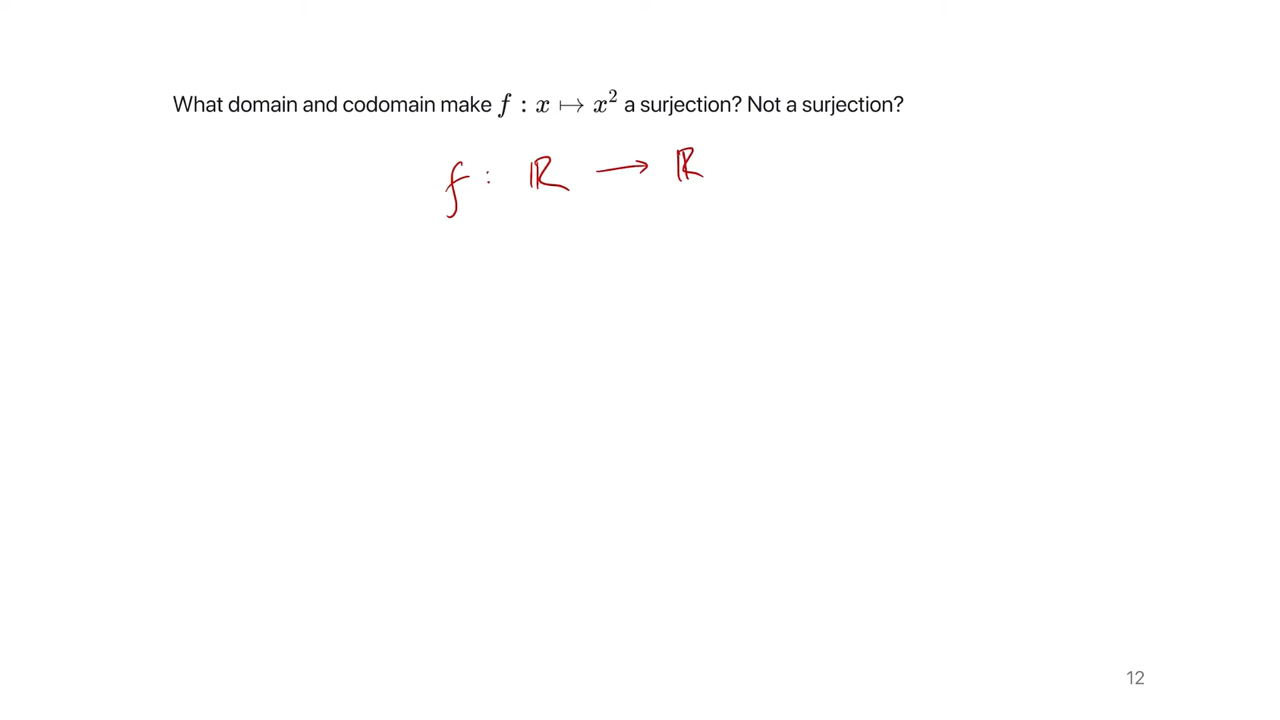 What domain and codomain make f : x ↦ x² a surjection? Not a surjection?
f : ℝ → ℝ
12